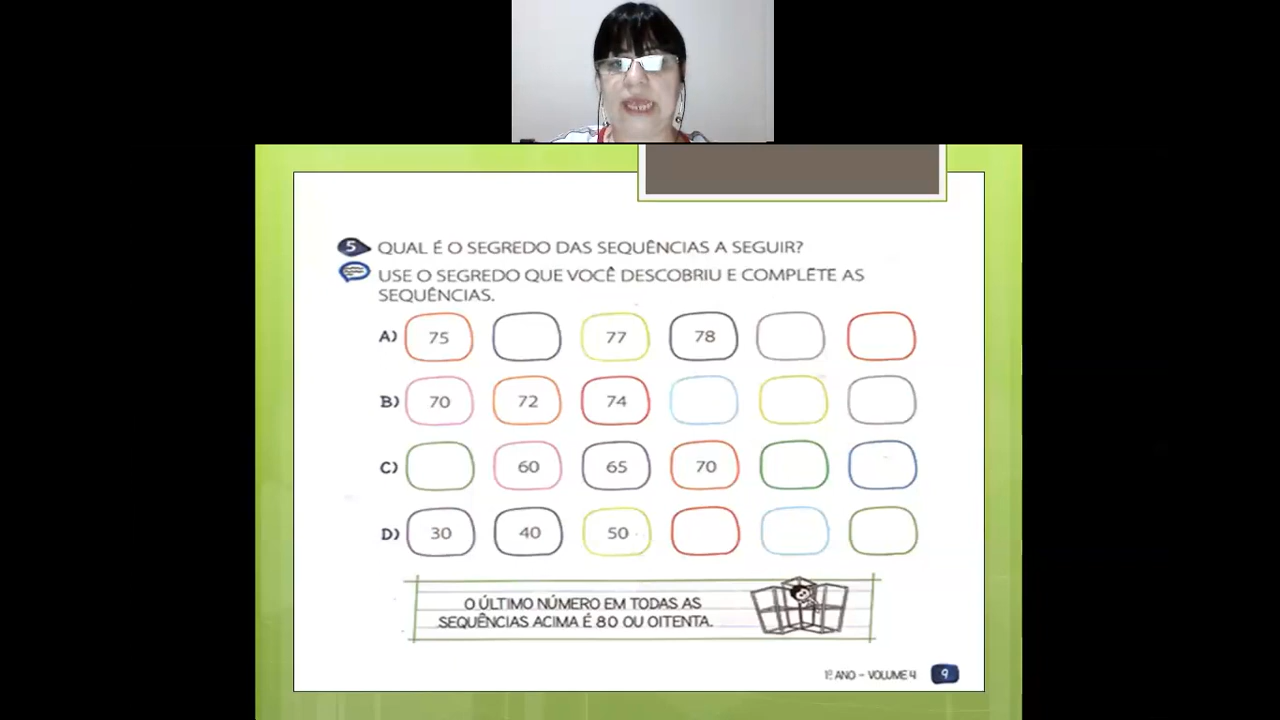 5 QUAL É O SEGREDO DAS SEQUÊNCIAS A SEGUIR?
USE O SEGREDO QUE VOCÊ DESCOBRIU E COMPLETE AS
SEQUÊNCIAS.
A) 75 77 78
B) 70 72 74
C) 60 65 70
D) 30 40 50
O ÚLTIMO NÚMERO EM TODAS AS
SEQUÊNCIAS ACIMA É 80 OU OITENTA.
1º. ANO – VOLUME 4 9